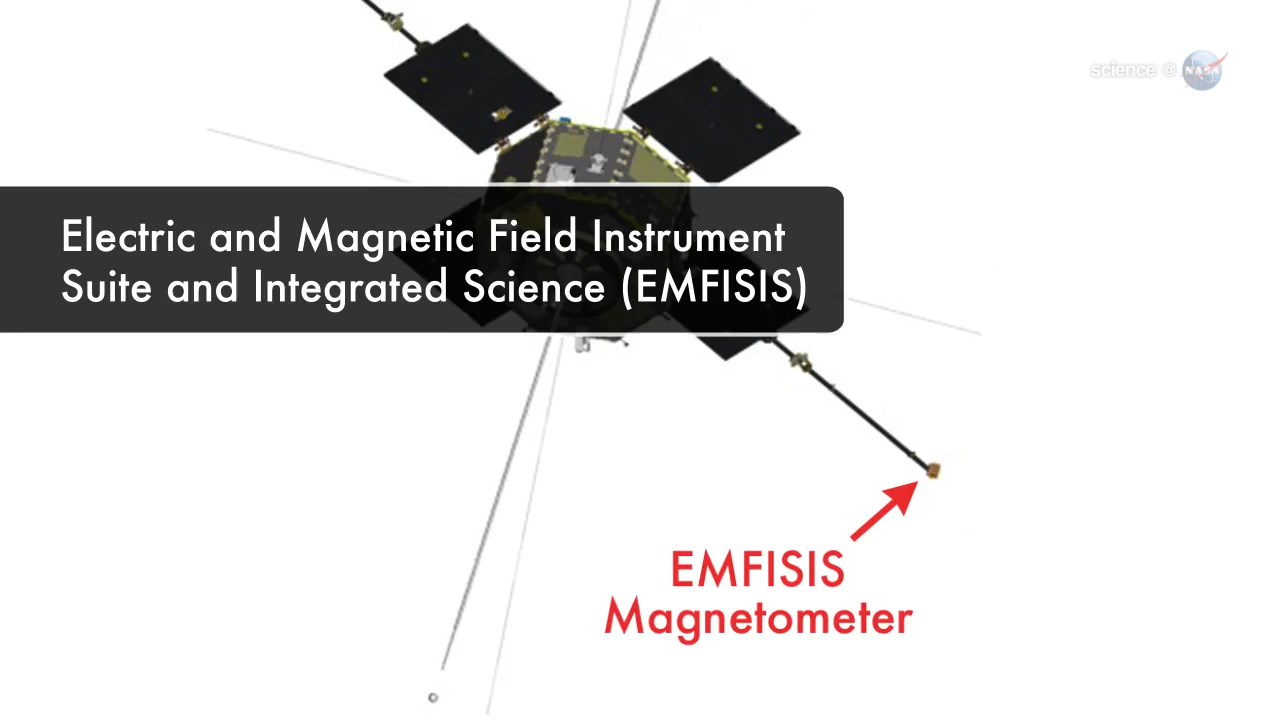 science @ NASA
Electric and Magnetic Field Instrument
Suite and Integrated Science (EMFISIS)
EMFISIS
Magnetometer